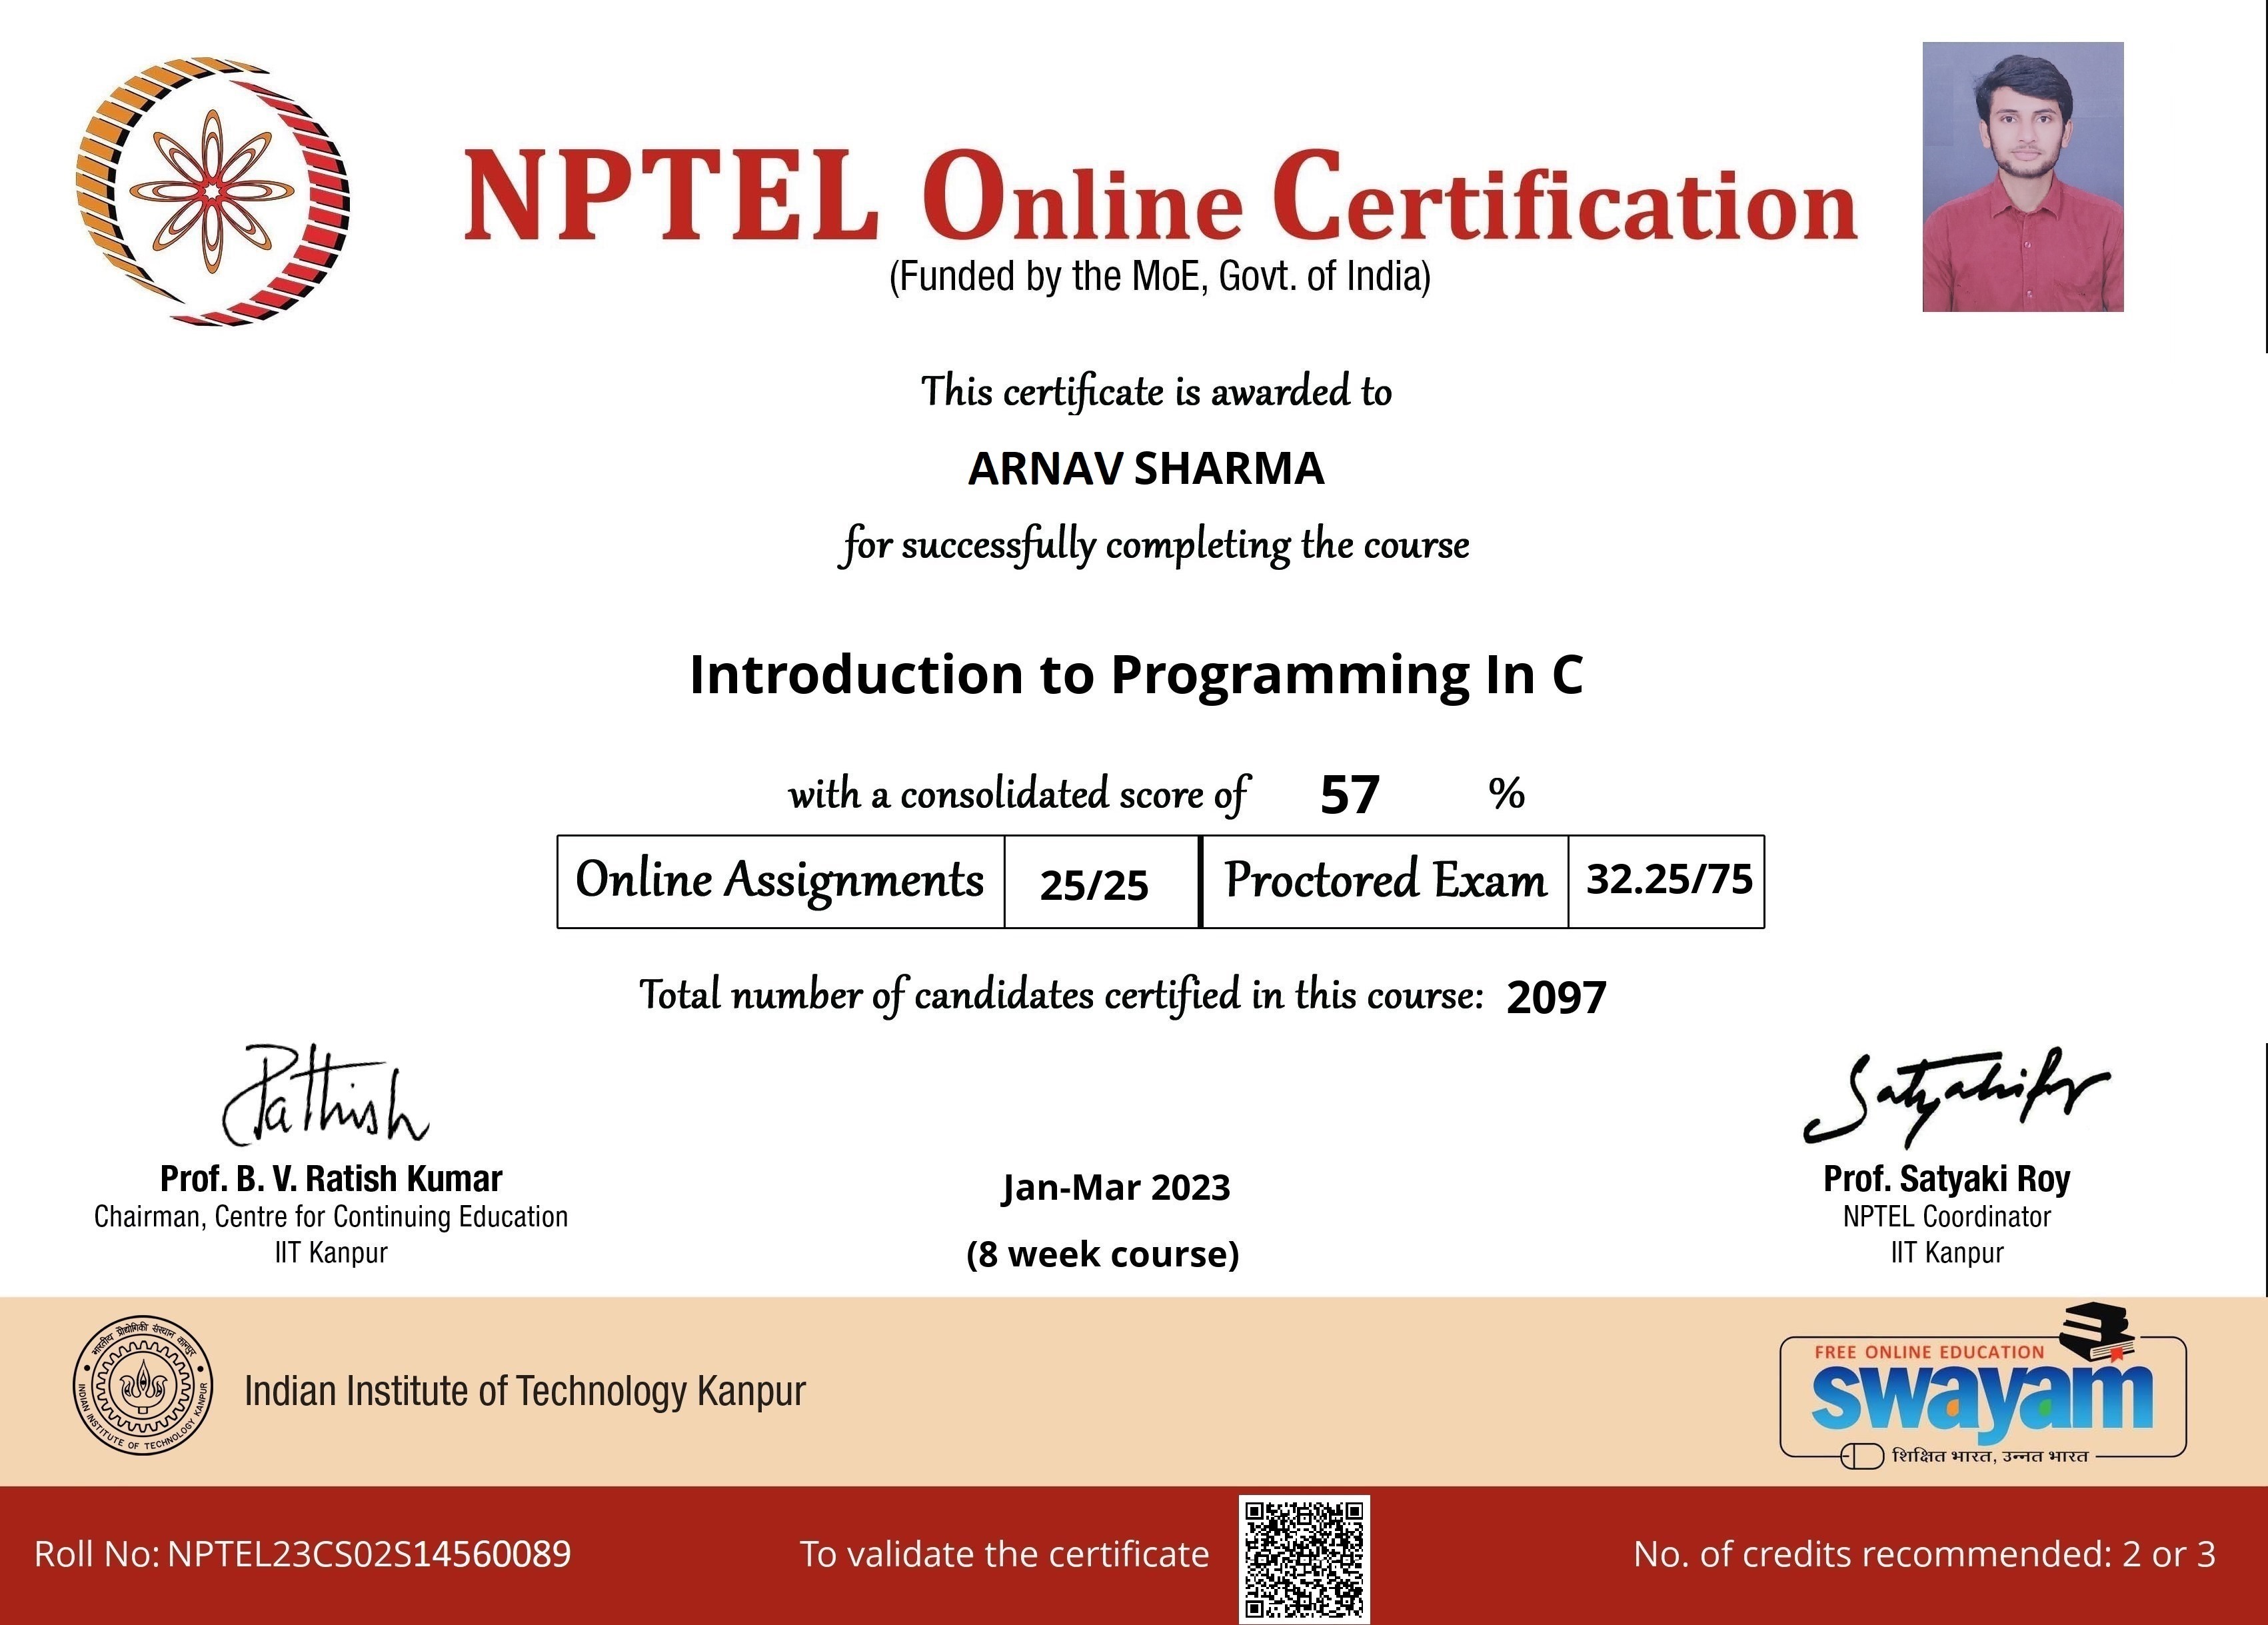 NPTEL Online Certification
(Funded by the MoE, Govt. of India)
This certificate is awarded to
ARNAV SHARMA
for successfully completing the course
Introduction to Programming In C
with a consolidated score of 57 %
Online Assignments 25/25 Proctored Exam 32.25/75
Total number of candidates certified in this course: 2097
Prof. B. V. Ratish Kumar
Chairman, Centre for Continuing Education
IIT Kanpur
Jan-Mar 2023
(8 week course)
Prof. Satyaki Roy
NPTEL Coordinator
IIT Kanpur
भारतीय प्रौद्योगिकी संस्थान कानपुर
INDIAN INSTITUTE OF TECHNOLOGY KANPUR
Indian Institute of Technology Kanpur
FREE ONLINE EDUCATION
swayam
शिक्षित भारत, उन्नत भारत
Roll No: NPTEL23CS02S14560089
To validate the certificate
No. of credits recommended: 2 or 3